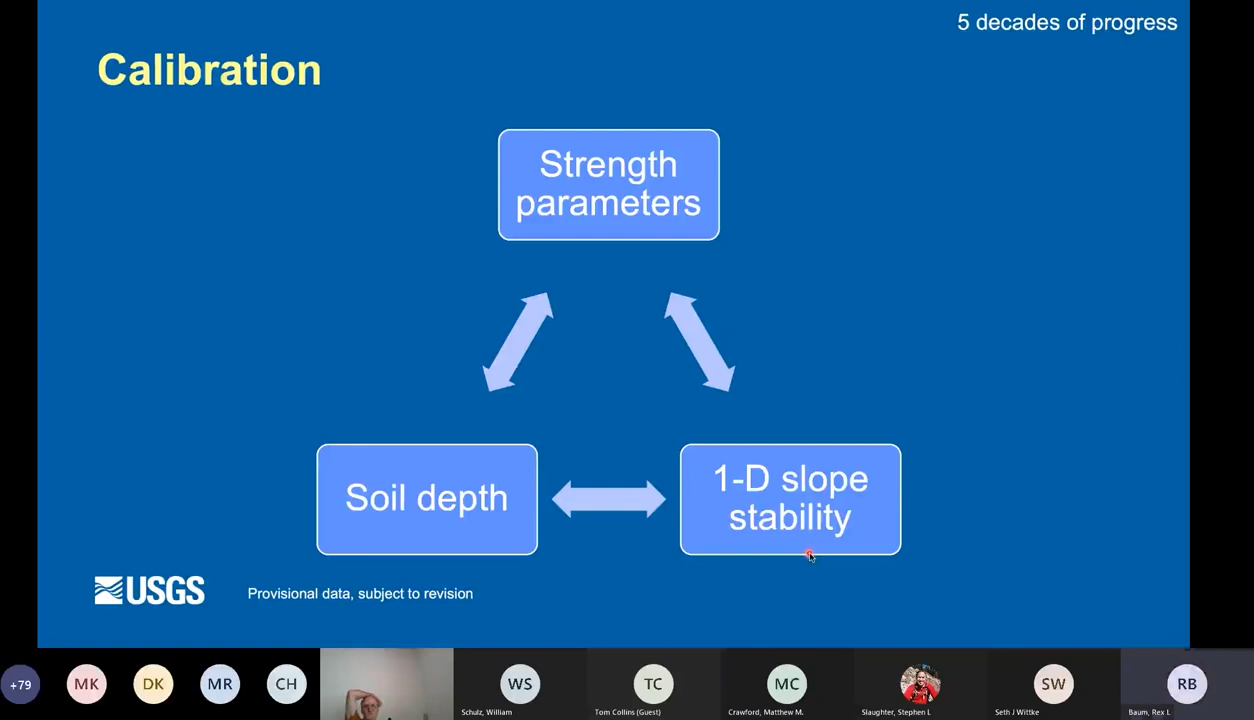 5 decades of progress
Calibration
Strength
parameters
Soil depth
1-D slope
stability
USGS
Provisional data, subject to revision
+79
MK
DK
MR
CH
WS
Schulz, William
TC
Tom Collins (Guest)
MC
Crawford, Matthew M.
Slaughter, Stephen L
SW
Seth J Wittke
RB
Baum, Rex L